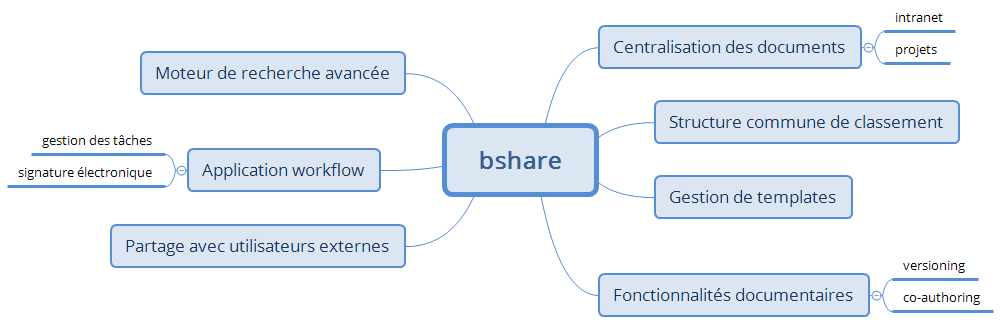 bshare
Centralisation des documents
intranet
projets
Structure commune de classement
Gestion de templates
Fonctionnalités documentaires
versioning
co-authoring
Moteur de recherche avancée
Application workflow
gestion des tâches
signature électronique
Partage avec utilisateurs externes